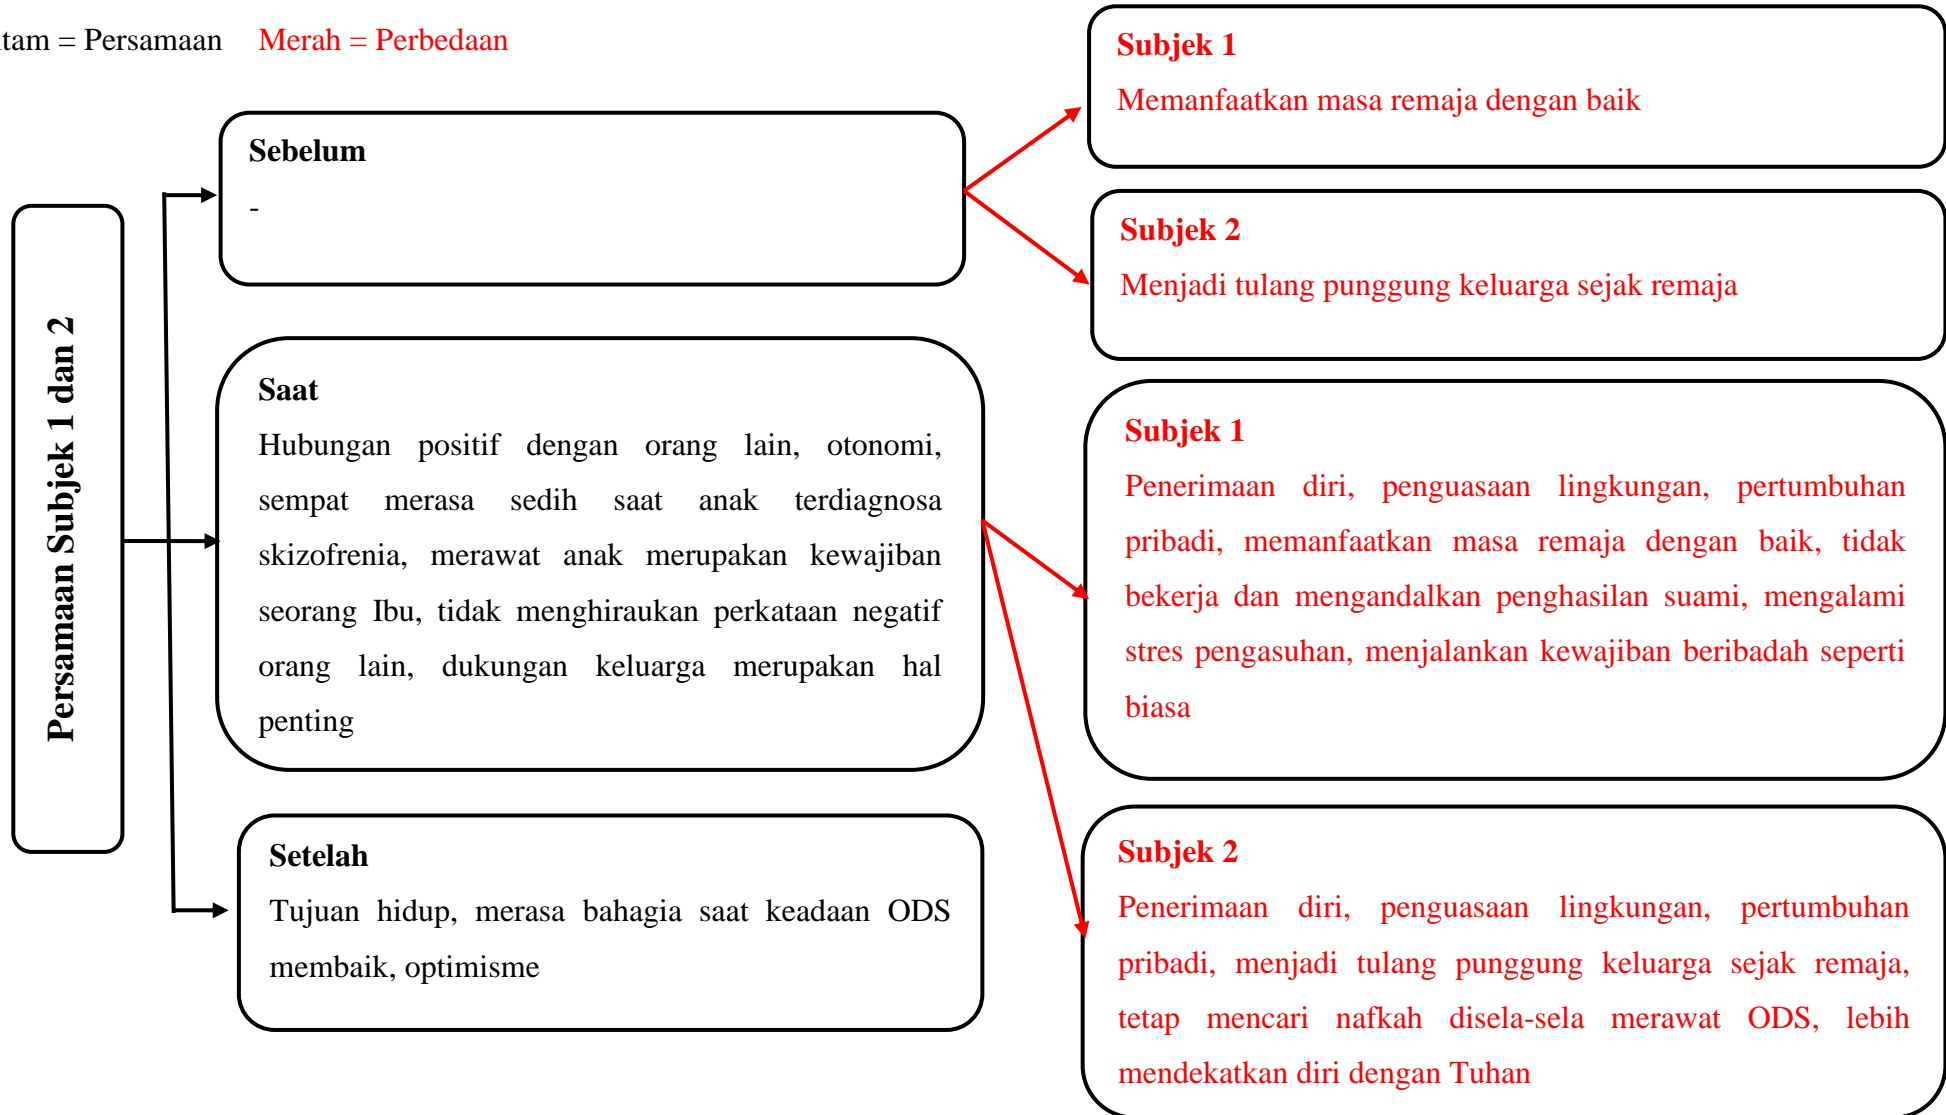 = Persamaan Merah = Perbedaan
Persamaan Subjek 1 dan 2
Sebelum
-
Saat
Hubungan positif dengan orang lain, otonomi,
sempat merasa sedih saat anak terdiagnosa
skizofrenia, merawat anak merupakan kewajiban
seorang Ibu, tidak menghiraukan perkataan negatif
orang lain, dukungan keluarga merupakan hal
penting
Setelah
Tujuan hidup, merasa bahagia saat keadaan ODS
membaik, optimisme
Subjek 1
Memanfaatkan masa remaja dengan baik
Subjek 2
Menjadi tulang punggung keluarga sejak remaja
Subjek 1
Penerimaan diri, penguasaan lingkungan, pertumbuhan
pribadi, memanfaatkan masa remaja dengan baik, tidak
bekerja dan mengandalkan penghasilan suami, mengalami
stres pengasuhan, menjalankan kewajiban beribadah seperti
biasa
Subjek 2
Penerimaan diri, penguasaan lingkungan, pertumbuhan
pribadi, menjadi tulang punggung keluarga sejak remaja,
tetap mencari nafkah disela-sela merawat ODS, lebih
mendekatkan diri dengan Tuhan